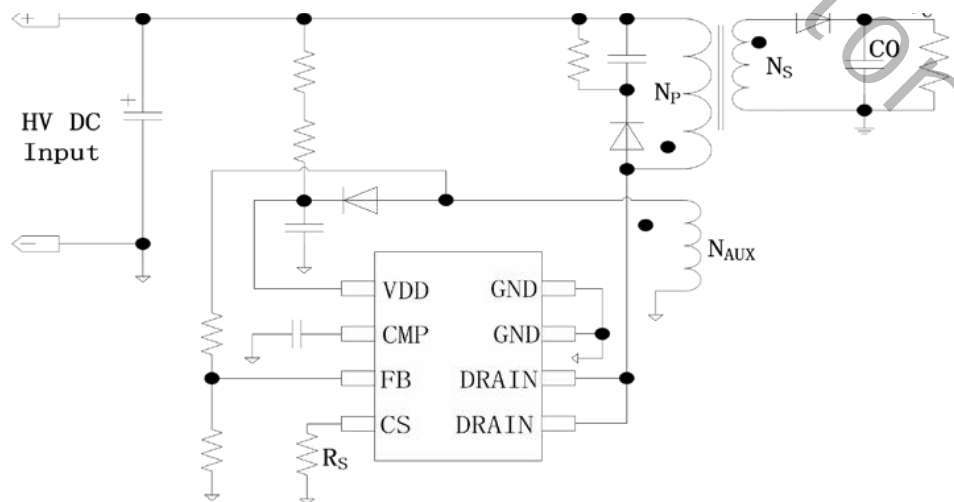 +
CO
N_S
N_P
+
HV DC
Input
−
N_AUX
VDD
GND
CMP
GND
FB
DRAIN
CS
DRAIN
R_S